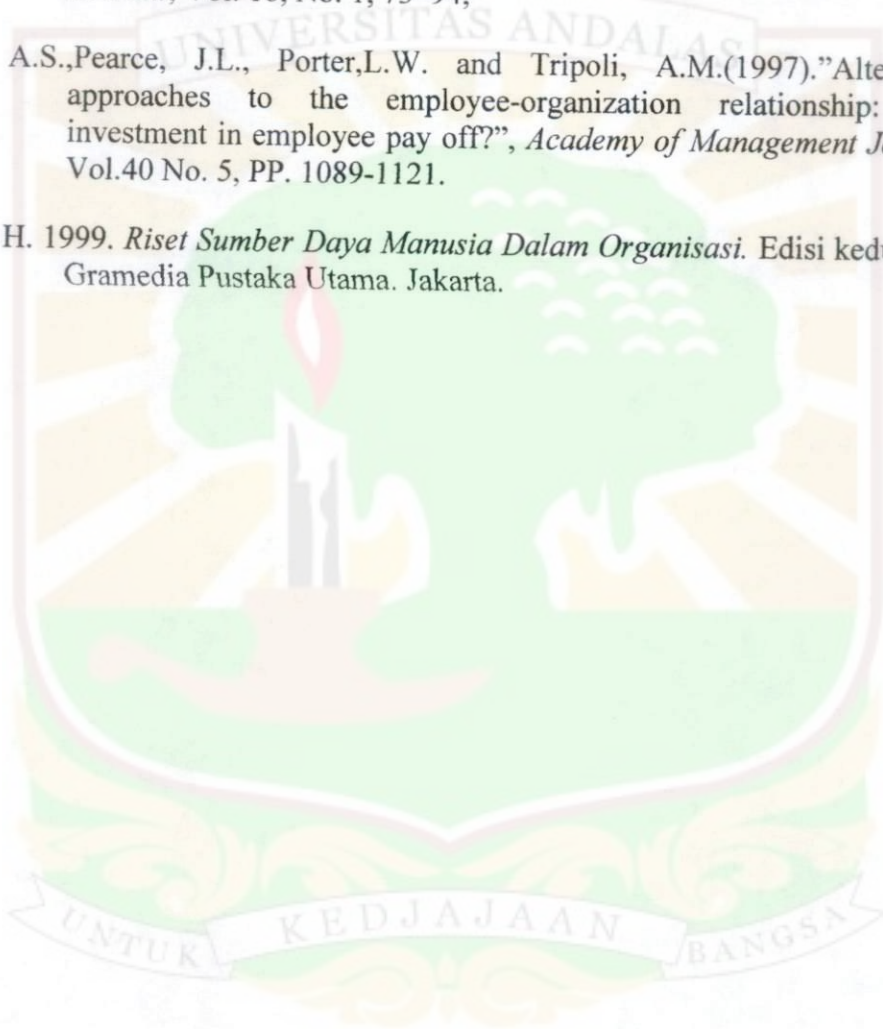 UNIVERSITAS ANDALAS
A.S.,Pearce, J.L., Porter,L.W. and Tripoli, A.M.(1997)."Alte
approaches to the employee-organization relationship:
investment in employee pay off?", Academy of Management J
Vol.40 No. 5, PP. 1089-1121.
H. 1999. Riset Sumber Daya Manusia Dalam Organisasi. Edisi ked
Gramedia Pustaka Utama. Jakarta.
UNTUK KEDJAJAAN BANGSA